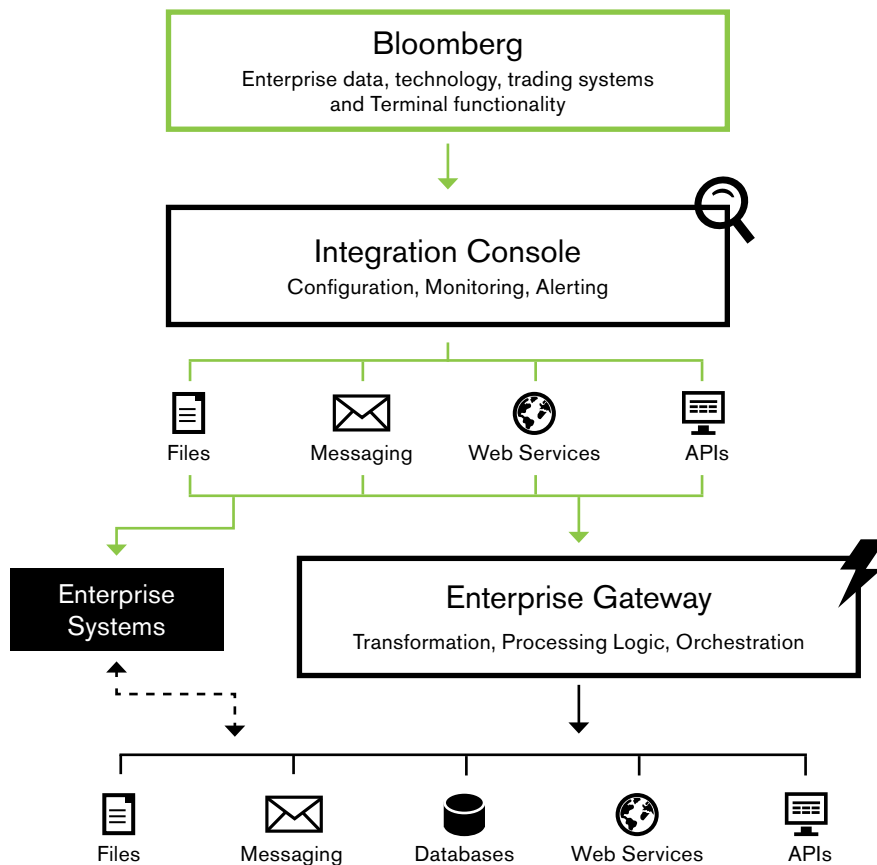 Bloomberg
Enterprise data, technology, trading systems
and Terminal functionality
Integration Console
Configuration, Monitoring, Alerting
Files
Messaging
Web Services
APIs
Enterprise
Systems
Enterprise Gateway
Transformation, Processing Logic, Orchestration
Files
Messaging
Databases
Web Services
APIs